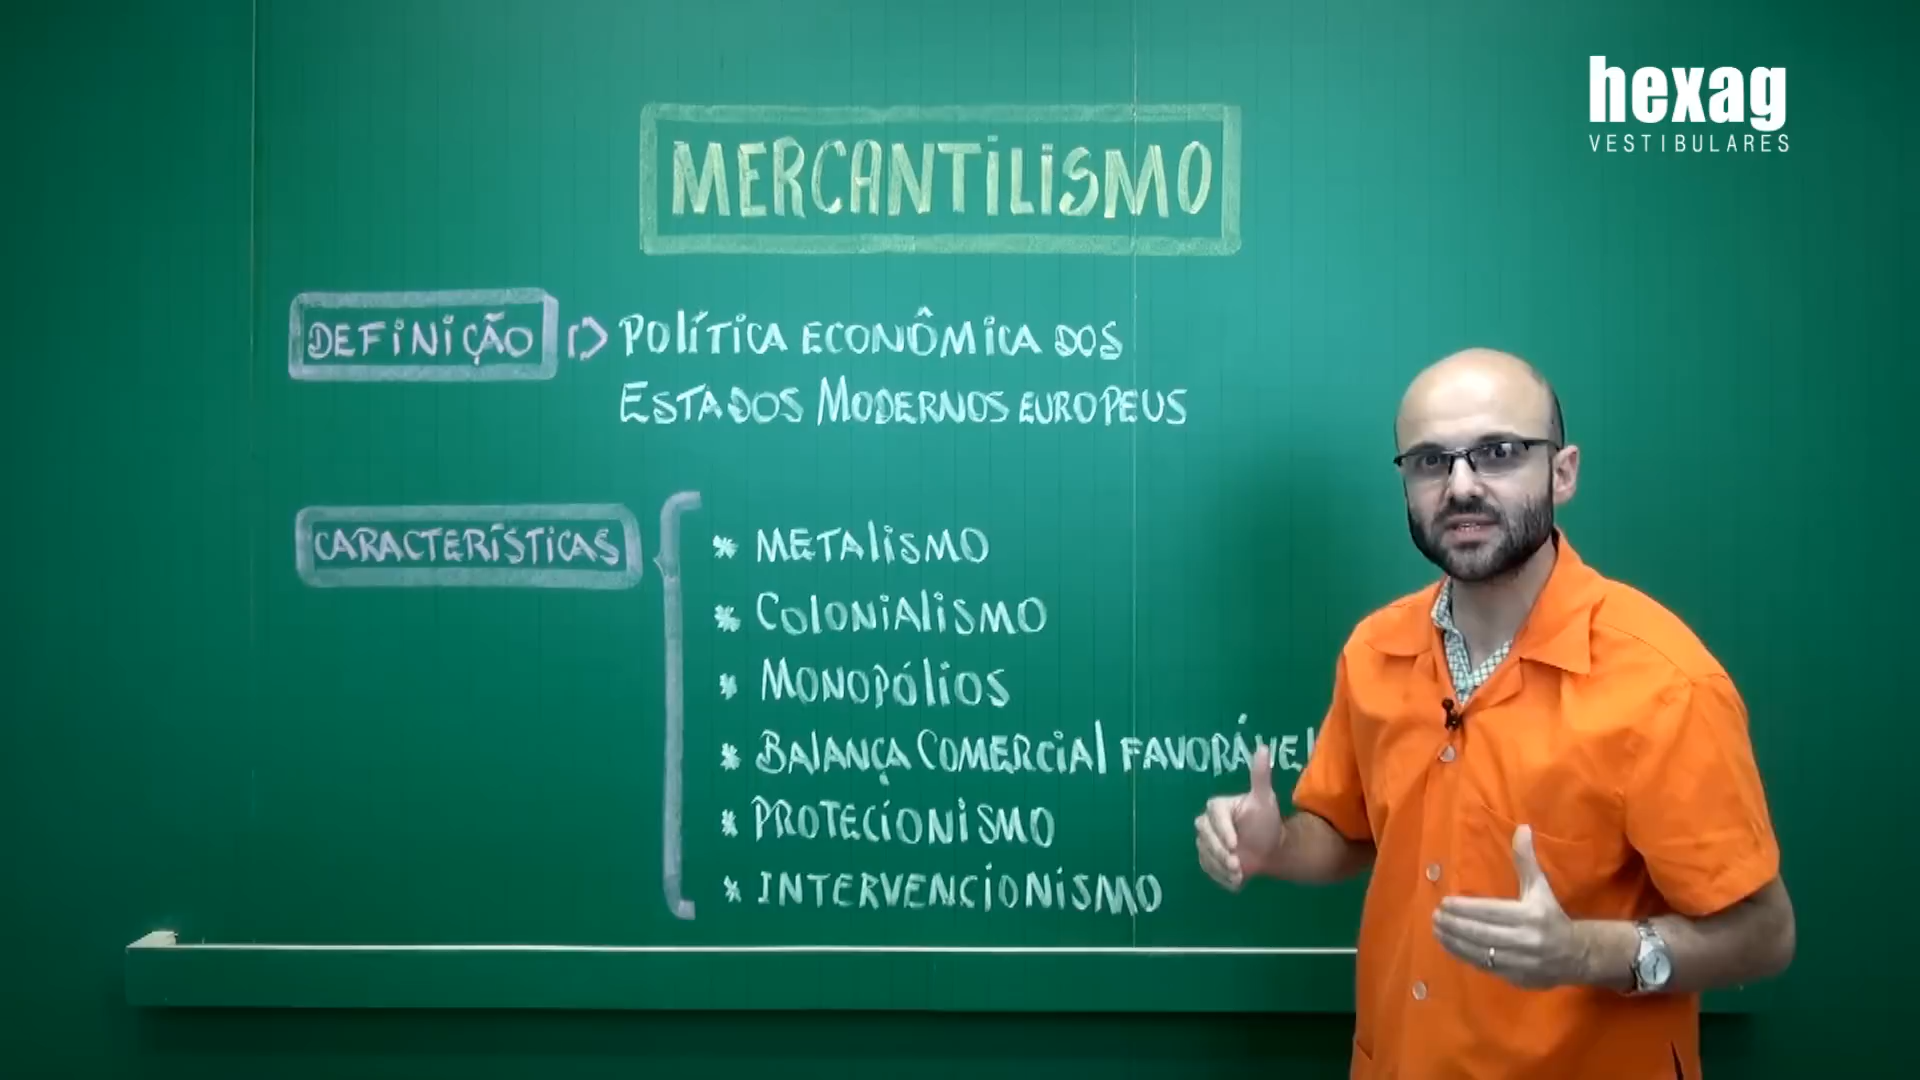 hexag
VESTIBULARES
MERCANTILISMO
DEFINIÇÃO
POLÍTICA ECONÔMICA DOS
ESTADOS MODERNOS EUROPEUS
CARACTERÍSTICAS
* METALISMO
* COLONIALISMO
* MONOPÓLIOS
* BALANÇA COMERCIAL FAVORÁVEL
* PROTECIONISMO
* INTERVENCIONISMO